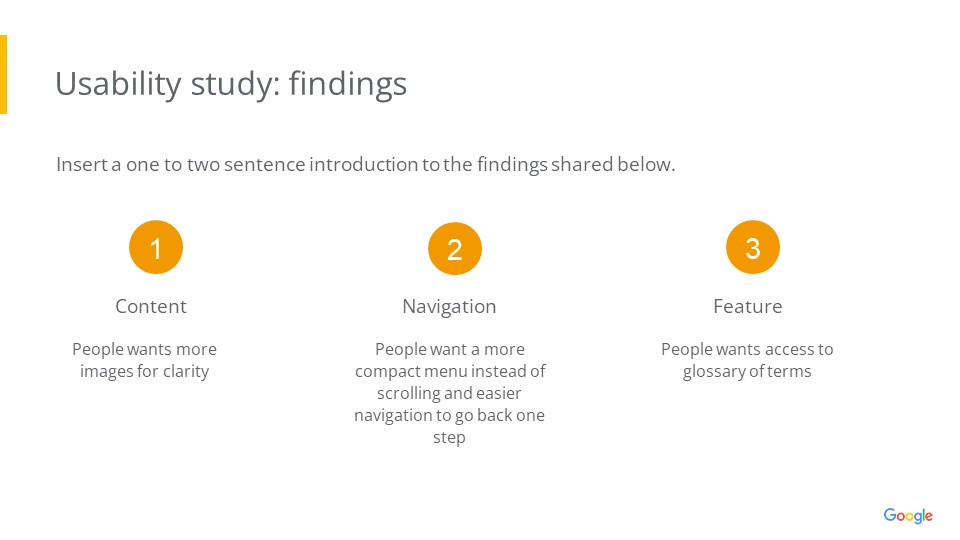 Usability study: findings
Insert a one to two sentence introduction to the findings shared below.
1
Content
People wants more
images for clarity
2
Navigation
People want a more
compact menu instead of
scrolling and easier
navigation to go back one
step
3
Feature
People wants access to
glossary of terms
Google